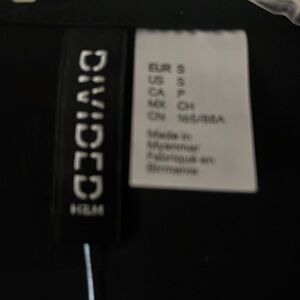 DIVIDED
H&M
EUR S
US S
CA P
MX CH
CN 165/88A
Made in
Myanmar
Fabriqué en
Birmanie